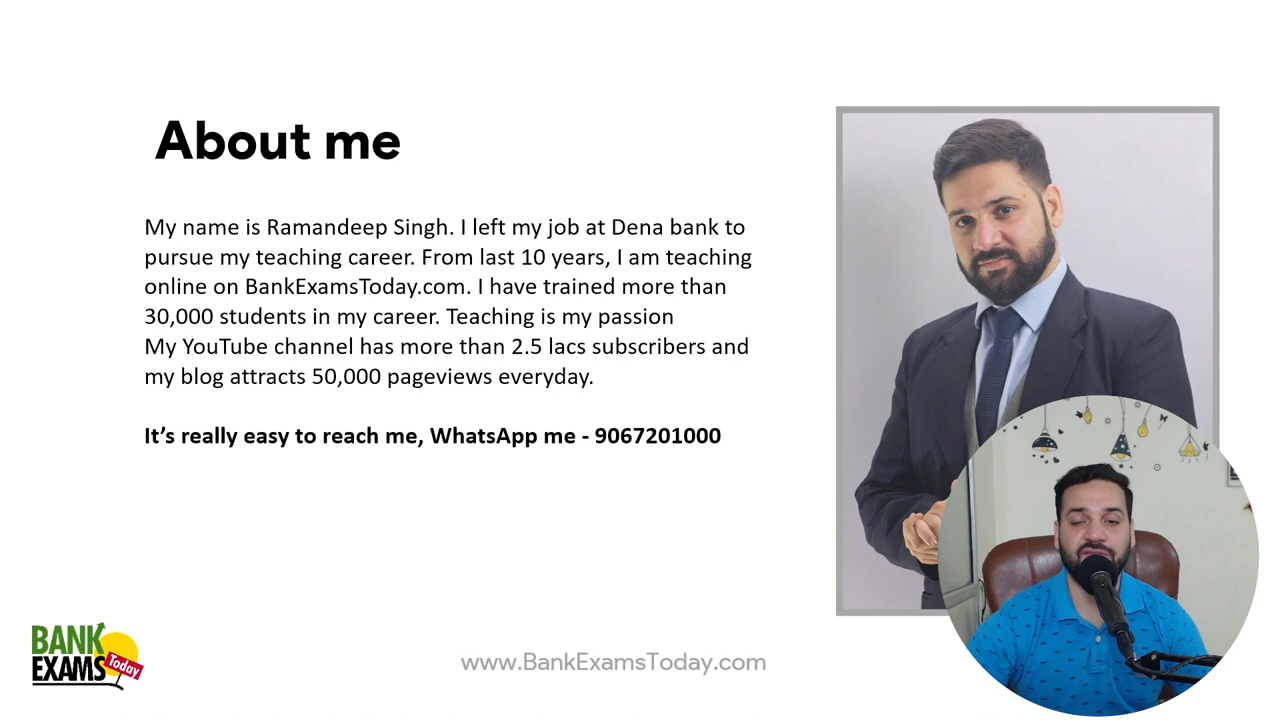 About me
My name is Ramandeep Singh. I left my job at Dena bank to
pursue my teaching career. From last 10 years, I am teaching
online on BankExamsToday.com. I have trained more than
30,000 students in my career. Teaching is my passion
My YouTube channel has more than 2.5 lacs subscribers and
my blog attracts 50,000 pageviews everyday.
It’s really easy to reach me, WhatsApp me - 9067201000
BANK
EXAMS
Today
www.BankExamsToday.com